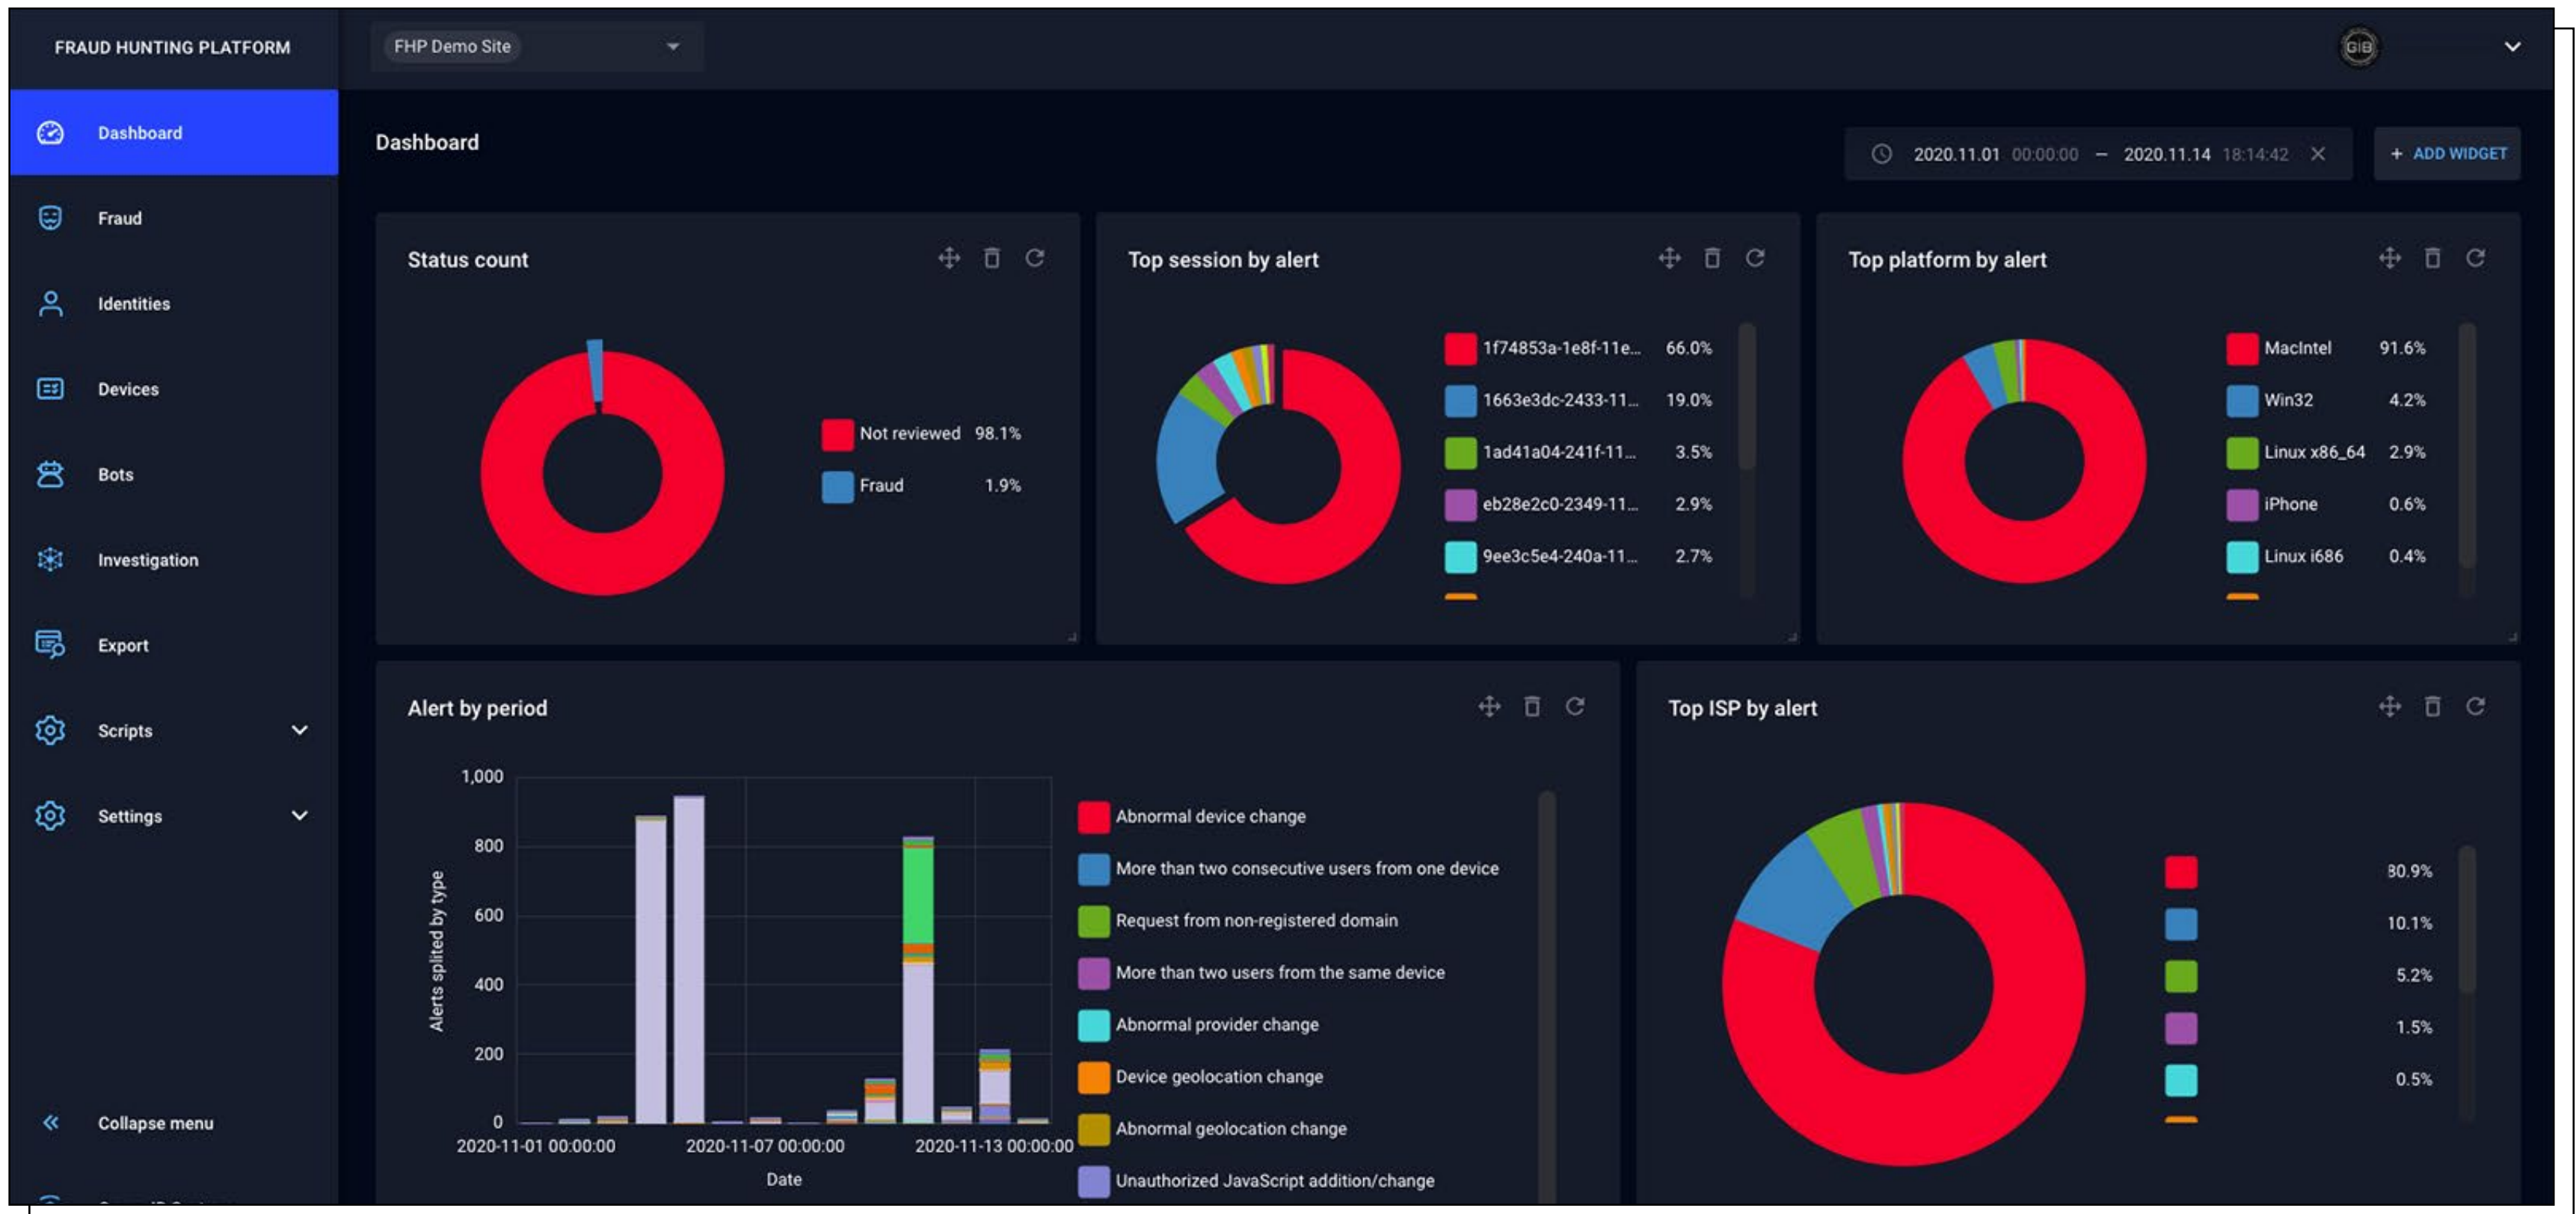 FRAUD HUNTING PLATFORM
FHP Demo Site
GIB
Dashboard
Fraud
Identities
Devices
Bots
Investigation
Export
Scripts
Settings
Collapse menu
Dashboard
2020.11.01 00:00:00 – 2020.11.14 18:14:42
+ ADD WIDGET
Status count
Not reviewed 98.1%
Fraud 1.9%
Top session by alert
1f74853a-1e8f-11e... 66.0%
1663e3dc-2433-11... 19.0%
1ad41a04-241f-11... 3.5%
eb28e2c0-2349-11... 2.9%
9ee3c5e4-240a-11... 2.7%
Top platform by alert
MacIntel 91.6%
Win32 4.2%
Linux x86_64 2.9%
iPhone 0.6%
Linux i686 0.4%
Alert by period
Alerts splited by type
1,000
800
600
400
200
0
2020-11-01 00:00:00
2020-11-07 00:00:00
2020-11-13 00:00:00
Date
Abnormal device change
More than two consecutive users from one device
Request from non-registered domain
More than two users from the same device
Abnormal provider change
Device geolocation change
Abnormal geolocation change
Unauthorized JavaScript addition/change
Top ISP by alert
80.9%
10.1%
5.2%
1.5%
0.5%